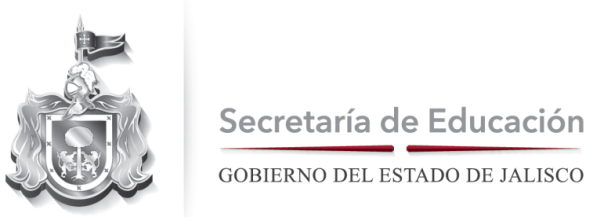 Secretaría de Educación
GOBIERNO DEL ESTADO DE JALISCO